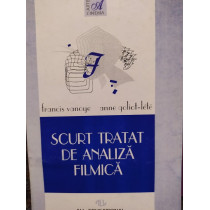 A
francis vanoye anne goliot-lété
SCURT TRATAT
DE ANALIZĂ
FILMICĂ